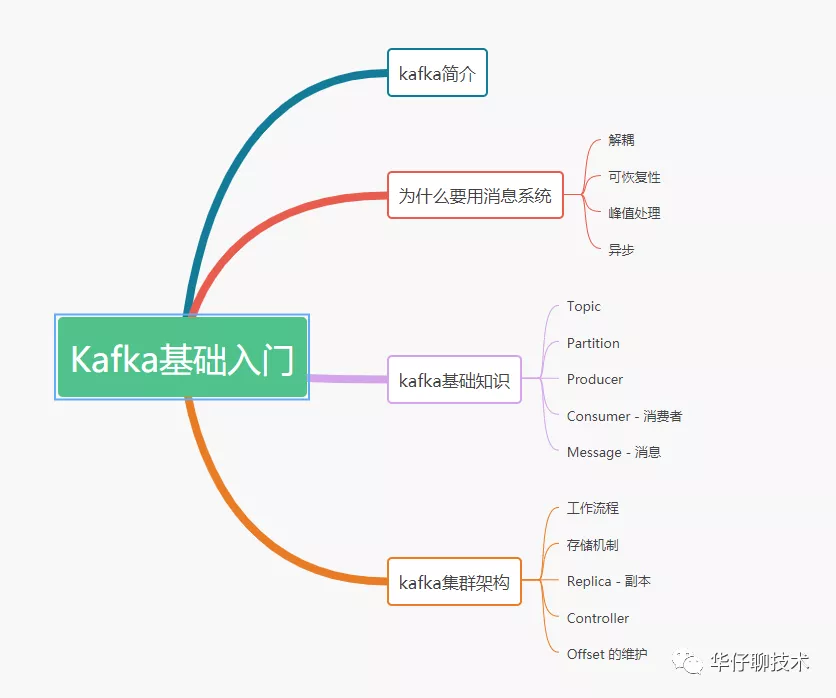 Kafka基础入门
kafka简介
为什么要用消息系统
解耦
可恢复性
峰值处理
异步
kafka基础知识
Topic
Partition
Producer
Consumer - 消费者
Message - 消息
kafka集群架构
工作流程
存储机制
Replica - 副本
Controller
Offset 的维护
华仔聊技术